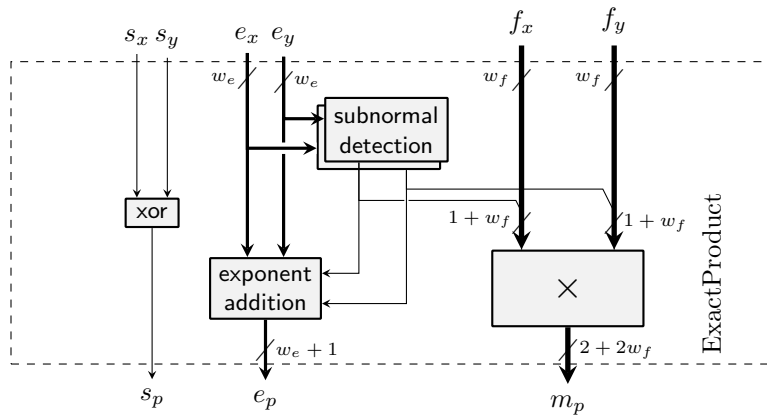 s_x s_y e_x e_y f_x f_y
w_e w_e w_f w_f
subnormal
detection
xor
1 + w_f 1 + w_f
exponent
addition
×
ExactProduct
w_e + 1 2 + 2w_f
s_p e_p m_p